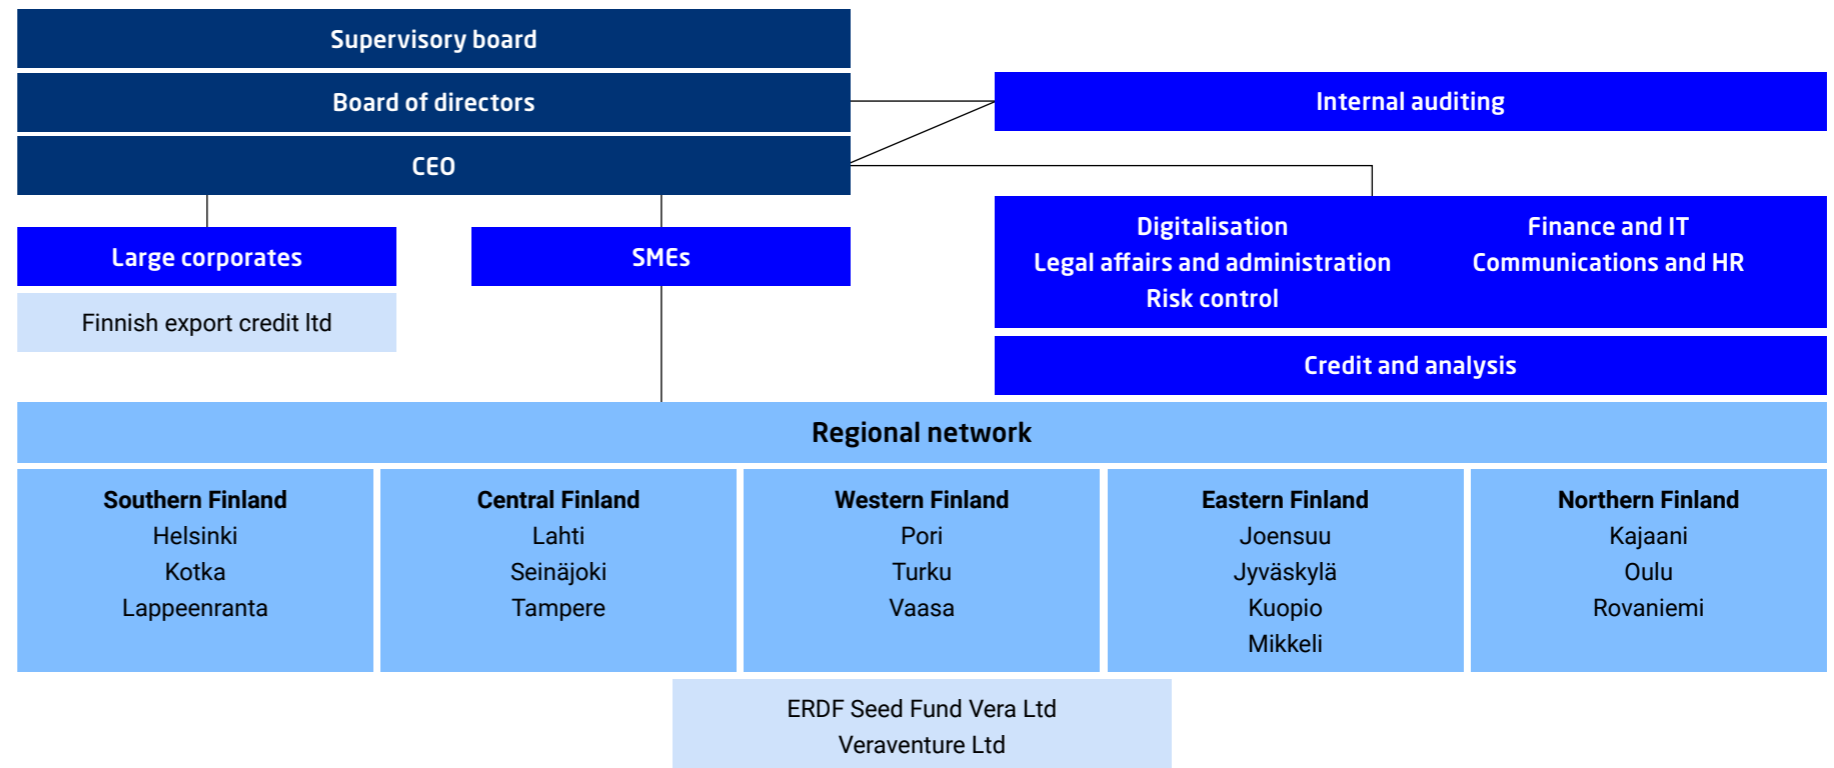 Supervisory board
Board of directors
Internal auditing
CEO
Large corporates
SMEs
Finnish export credit ltd
Digitalisation
Legal affairs and administration
Risk control
Finance and IT
Communications and HR
Credit and analysis
Regional network
Southern Finland
Helsinki
Kotka
Lappeenranta
Central Finland
Lahti
Seinäjoki
Tampere
Western Finland
Pori
Turku
Vaasa
Eastern Finland
Joensuu
Jyväskylä
Kuopio
Mikkeli
Northern Finland
Kajaani
Oulu
Rovaniemi
ERDF Seed Fund Vera Ltd
Veraventure Ltd